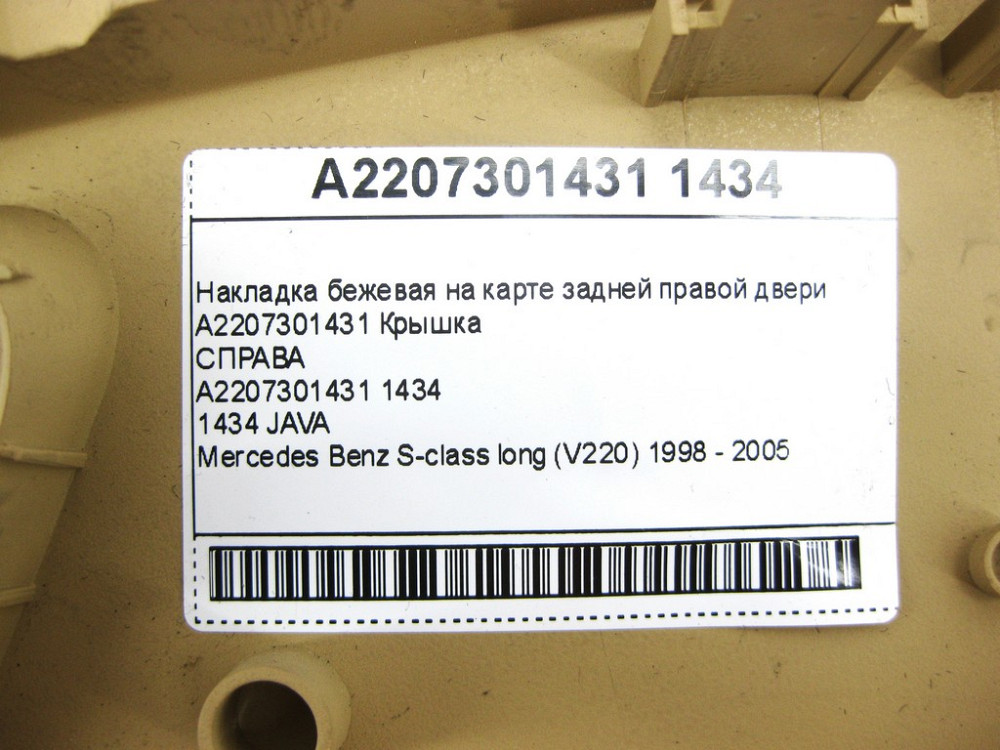 A2207301431 1434
Накладка бежевая на карте задней правой двери
A2207301431 Крышка
СПРАВА
A2207301431 1434
1434 JAVA
Mercedes Benz S-class long (V220) 1998 - 2005